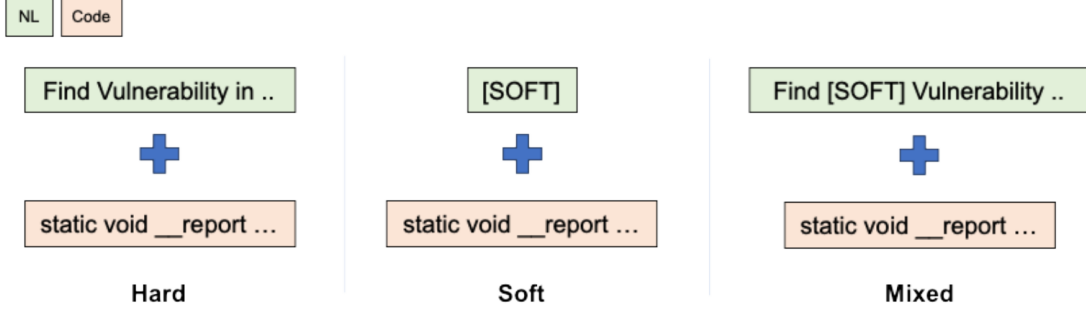 NL Code
Find Vulnerability in .. [SOFT] Find [SOFT] Vulnerability ..
static void __report ... static void __report ... static void __report ...
Hard Soft Mixed